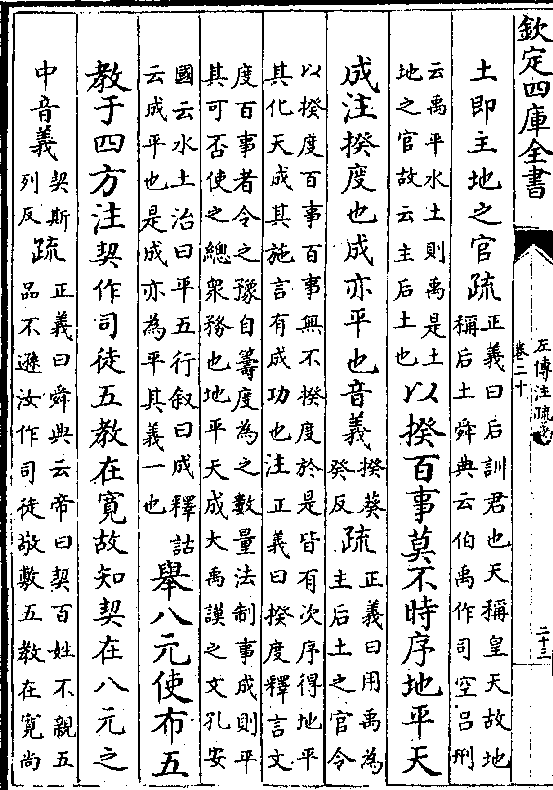 欽定四庫全書
左傳注疏
卷二十
二十三
土即主地之官疏
正義曰后訓君也天稱皇天故地
稱后土舜典云伯禹作司空呂刑
云禹平水土則禹是土
地之官故云主后土也
以揆百事莫不時序地平天
成注揆度也成亦平也音義
揆葵
癸反
疏
正義曰用禹為
主后土之官令
以揆度百事百事無不揆度於是皆有次序得地平
其化天成其施言有成功也注正義曰揆度釋言文
度百事者令之豫自籌度為之數量法制事成則平
其可否使之總衆務也地平天成大禹謨之文孔安
國云水土治曰平五行叙曰成釋詁
云成平也是成亦為平其義一也
舉八元使布五
教于四方注契作司徒五教在寛故知契在八元之
中音義
契斯
列反
疏
正義曰舜典云帝曰契百姓不親五
品不遜汝作司徒敬敷五教在寛尚